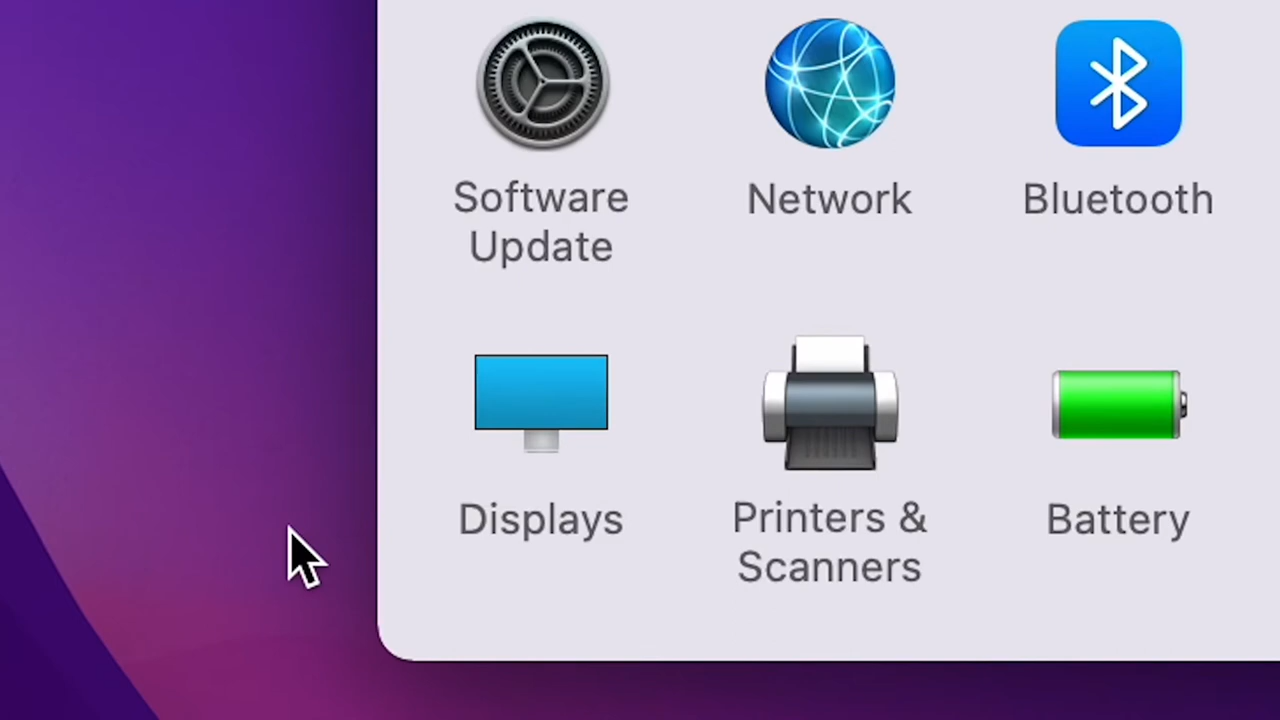 Software Network Bluetooth
Update
Displays Printers & Battery
Scanners